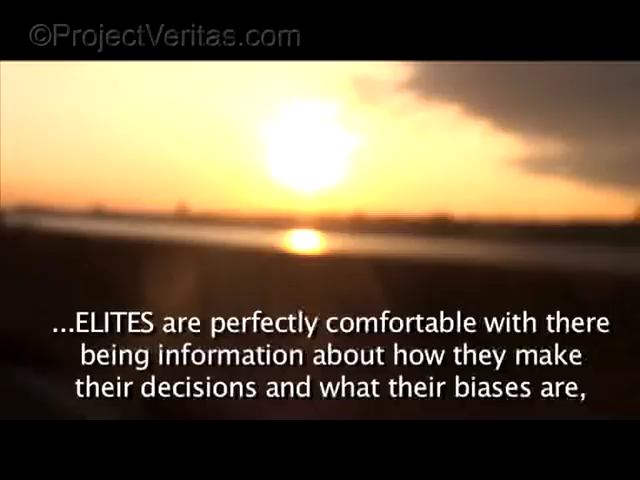 ©ProjectVeritas.com
...ELITES are perfectly comfortable with there
being information about how they make
their decisions and what their biases are,